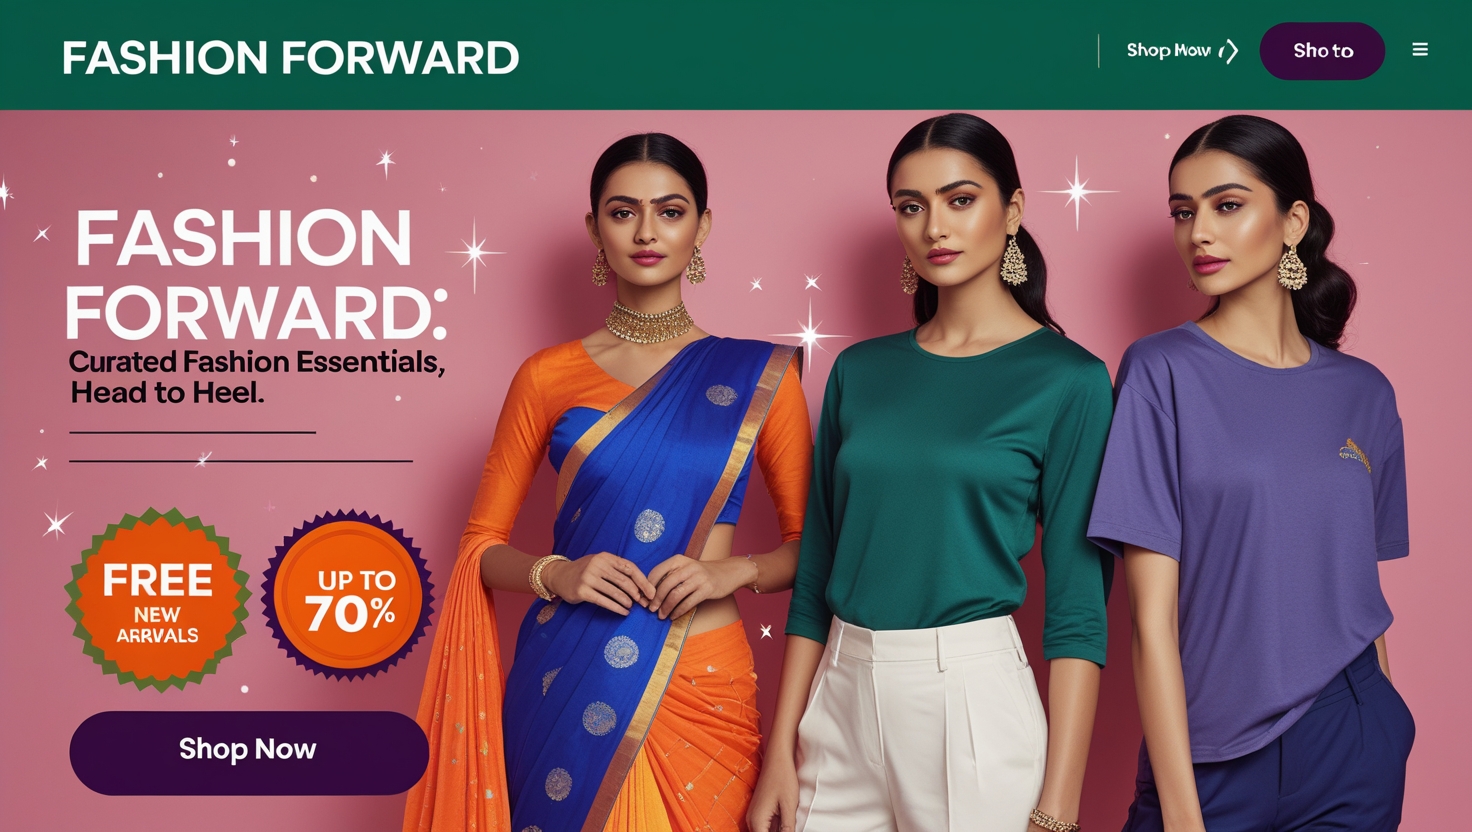 FASHION FORWARD
Shop Mow
Sho to
FASHION
FORWARD:
Curated Fashion Essentials,
Head to Heel.
FREE
NEW
ARRVALS
UP TO
70%
Shop Now